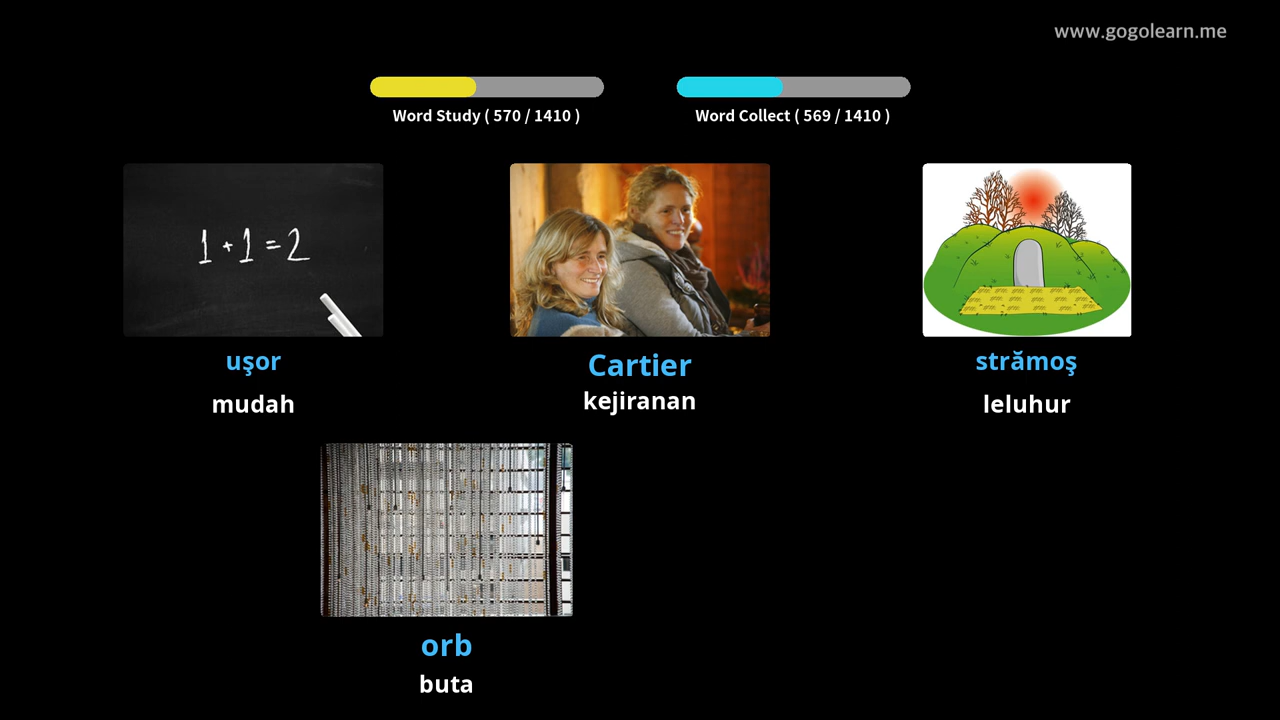 www.gogolearn.me
Word Study ( 570 / 1410 )
Word Collect ( 569 / 1410 )
1 + 1 = 2
uşor
mudah
Cartier
kejiranan
strămoş
leluhur
orb
buta